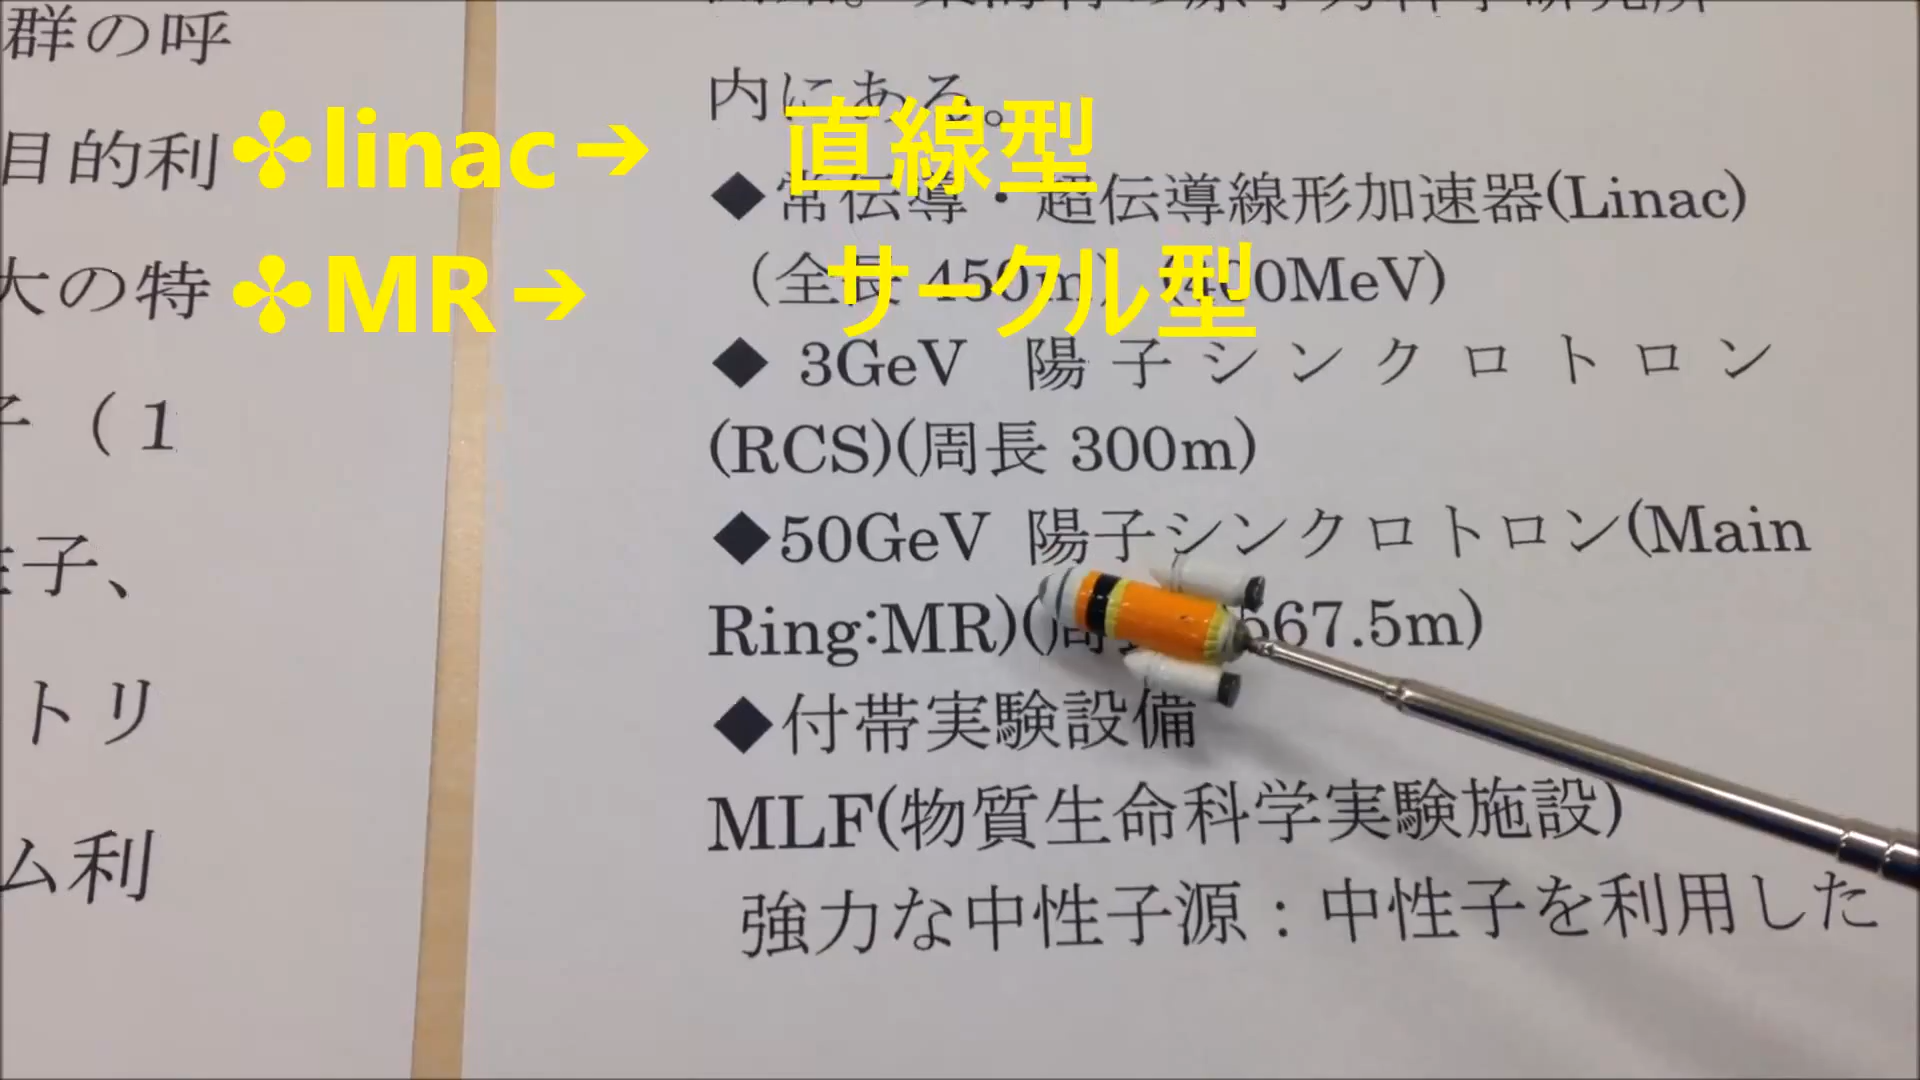 群の呼
目的利
大の特
子（1
性子、
トリ
ム利
✤linac→ 直線型
✤MR→ サークル型
内にある。
◆常伝導・超伝導線形加速器(Linac)
（全長 450m）(400MeV)
◆ 3GeV 陽子シンクロトロン
(RCS)(周長 300m)
◆50GeV 陽子シンクロトロン(Main
Ring:MR)(周 67.5m)
◆付帯実験設備
MLF(物質生命科学実験施設)
強力な中性子源：中性子を利用した